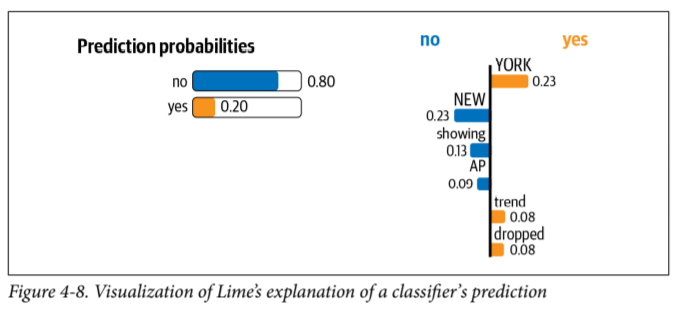 Prediction probabilities
no 0.80
yes 0.20
no yes
YORK
0.23
NEW
0.23
showing
0.13
AP
0.09
trend
0.08
dropped
0.08
Figure 4-8. Visualization of Lime's explanation of a classifier's prediction